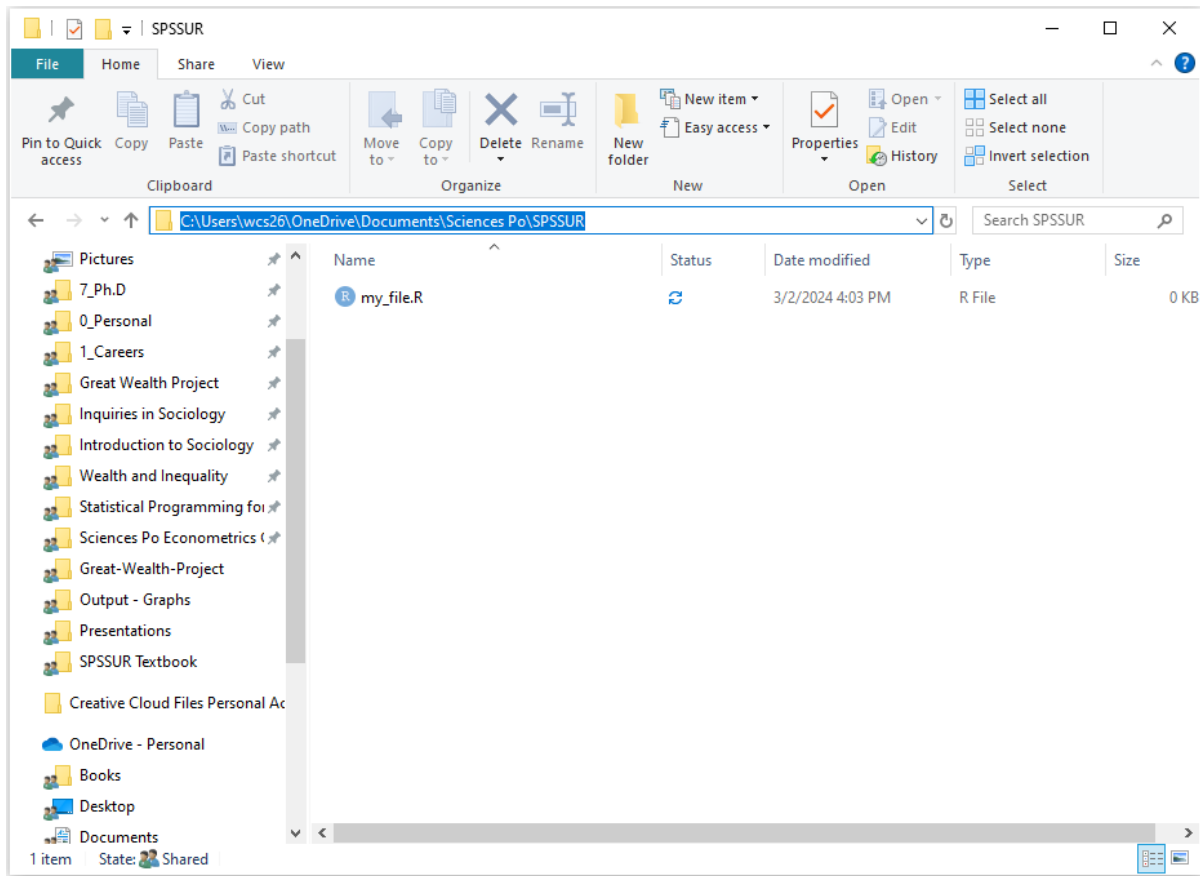 SPSSUR
File Home Share View
Pin to Quick access
Copy
Paste
Cut
Copy path
Paste shortcut
Clipboard
Move to
Copy to
Delete
Rename
Organize
New folder
New item
Easy access
New
Properties
Open
Edit
History
Open
Select all
Select none
Invert selection
Select
C:\Users\wcs26\OneDrive\Documents\Sciences Po\SPSSUR
Search SPSSUR
Name Status Date modified Type Size
R my_file.R 3/2/2024 4:03 PM R File 0 KB
Pictures
7_Ph.D
0_Personal
1_Careers
Great Wealth Project
Inquiries in Sociology
Introduction to Sociology
Wealth and Inequality
Statistical Programming for
Sciences Po Econometrics
Great-Wealth-Project
Output - Graphs
Presentations
SPSSUR Textbook
Creative Cloud Files Personal Ac
OneDrive - Personal
Books
Desktop
Documents
1 item State: Shared